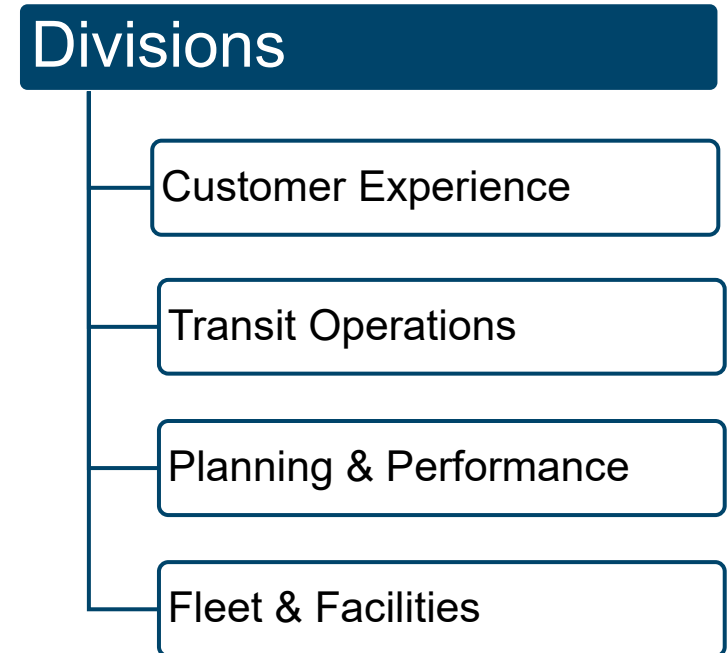 Divisions
Customer Experience
Transit Operations
Planning & Performance
Fleet & Facilities